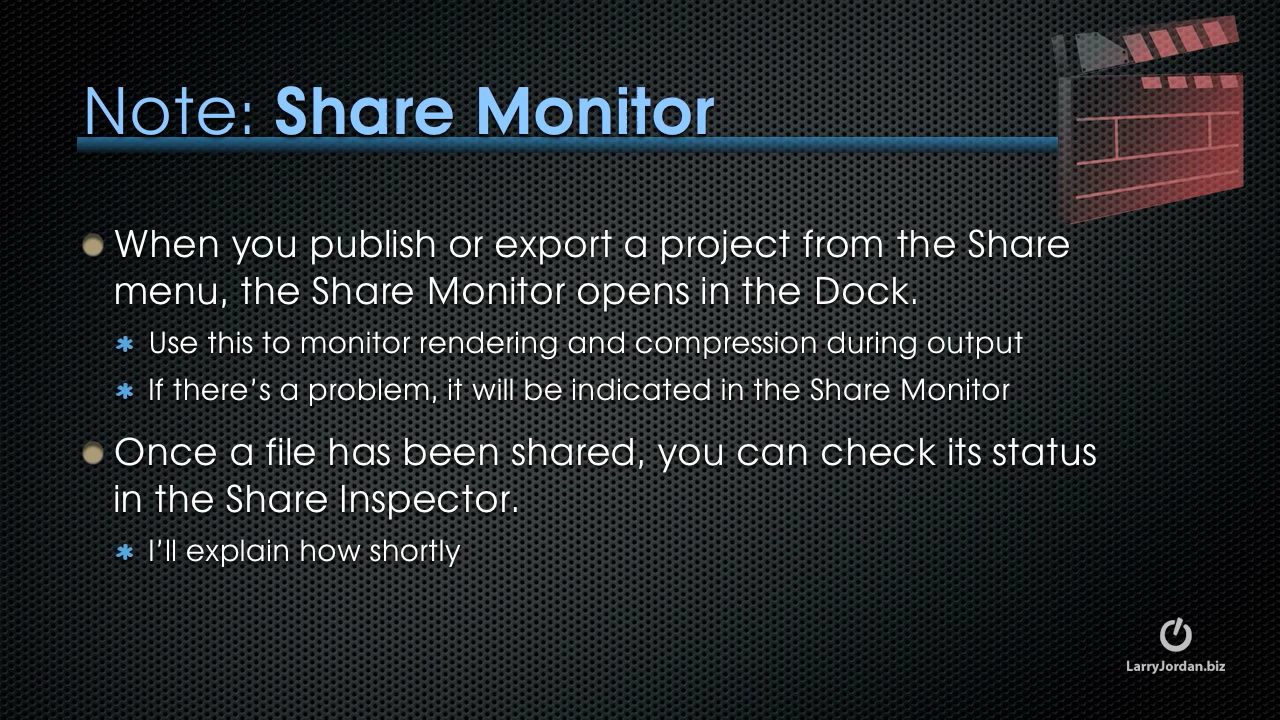 Note: Share Monitor
When you publish or export a project from the Share
menu, the Share Monitor opens in the Dock.
Use this to monitor rendering and compression during output
If there’s a problem, it will be indicated in the Share Monitor
Once a file has been shared, you can check its status
in the Share Inspector.
I’ll explain how shortly
LarryJordan.biz